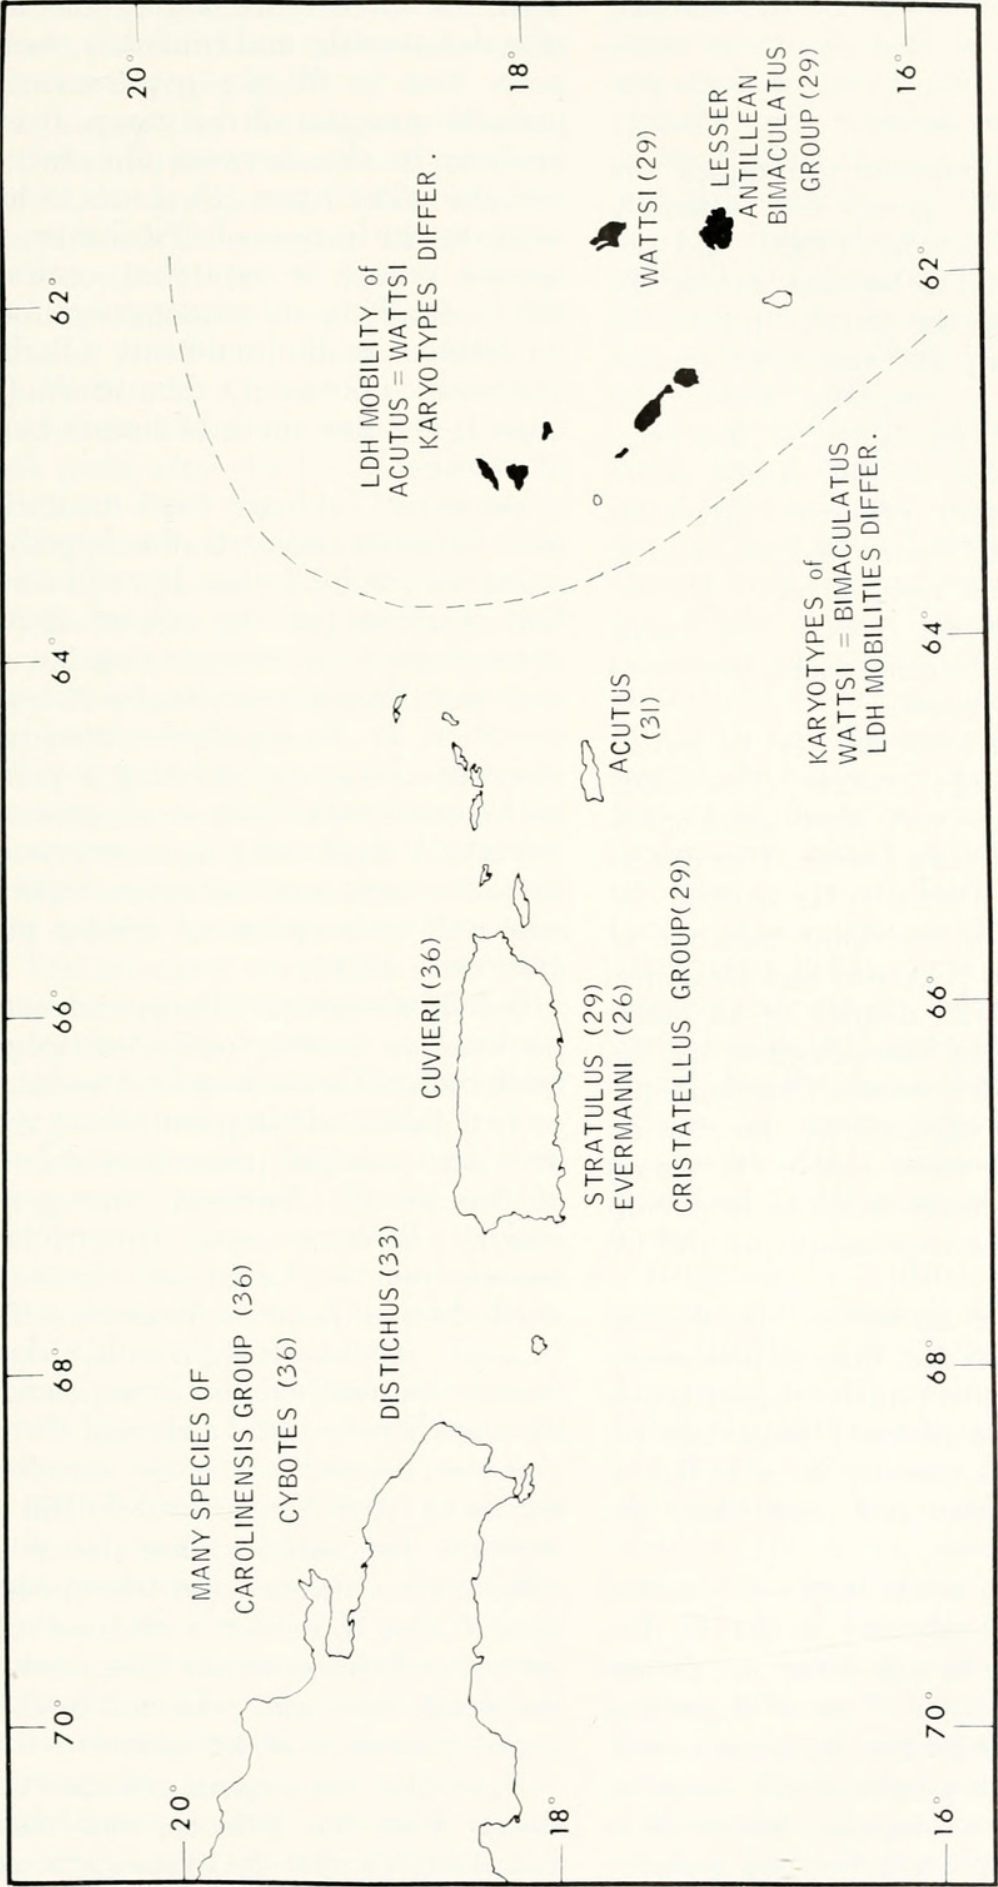 70°
68°
66°
64°
62°
20°
20°
MANY SPECIES OF
CAROLINENSIS GROUP (36)
CYBOTES (36)
DISTICHUS (33)
CUVIERI (36)
LDH MOBILITY of
ACUTUS = WATTSI
KARYOTYPES DIFFER.
18°
18°
STRATULUS (29)
EVERMANNI (26)
CRISTATELLUS GROUP(29)
ACUTUS
(31)
WATTSI (29)
LESSER
ANTILLEAN
BIMACULATUS
GROUP (29)
KARYOTYPES of
WATTSI = BIMACULATUS
LDH MOBILITIES DIFFER.
16°
16°
70°
68°
66°
64°
62°